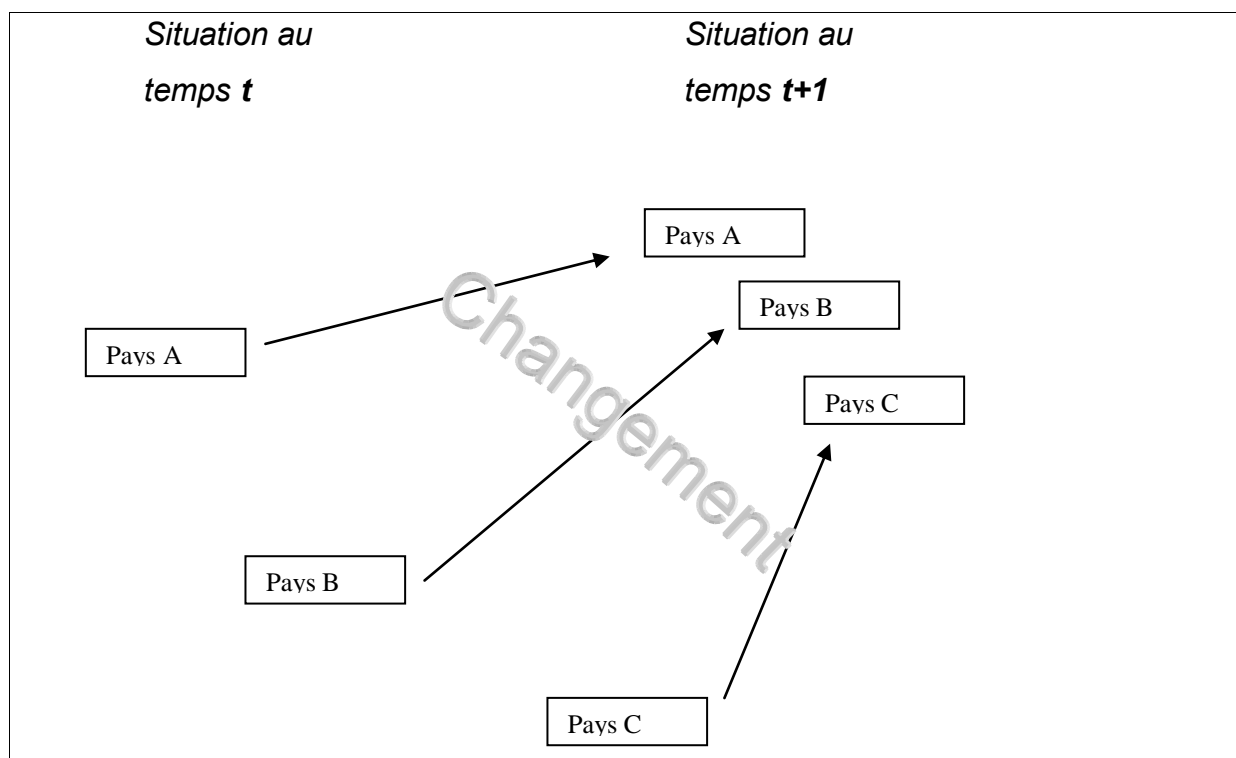 Situation au
temps t
Situation au
temps t+1
Pays A
Pays B
Pays A
Pays C
Changement
Pays B
Pays C